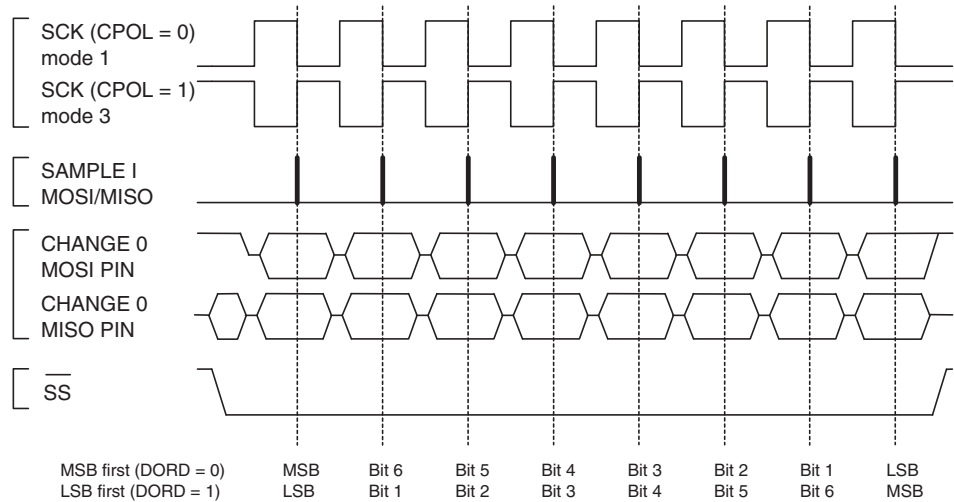 SCK (CPOL = 0)
mode 1
SCK (CPOL = 1)
mode 3
SAMPLE I
MOSI/MISO
CHANGE 0
MOSI PIN
CHANGE 0
MISO PIN
SS
MSB first (DORD = 0) MSB Bit 6 Bit 5 Bit 4 Bit 3 Bit 2 Bit 1 LSB
LSB first (DORD = 1) LSB Bit 1 Bit 2 Bit 3 Bit 4 Bit 5 Bit 6 MSB